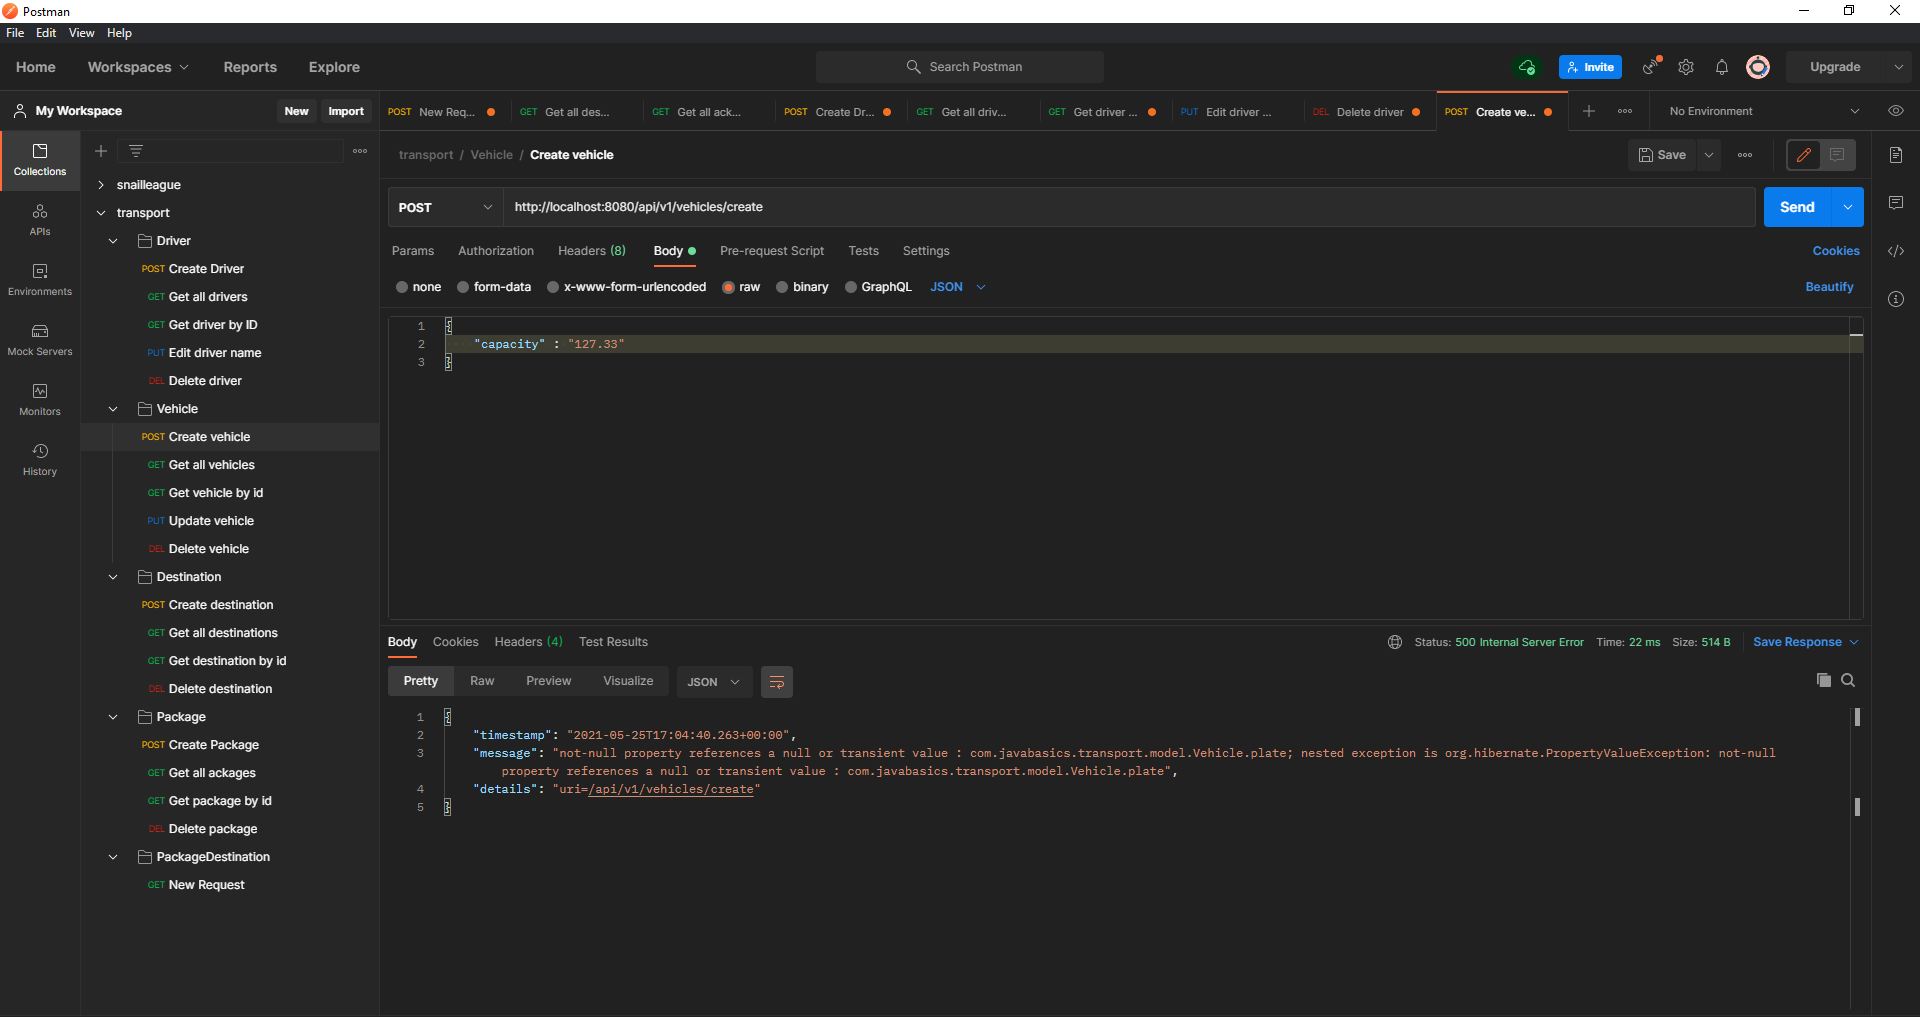 Postman
File Edit View Help
Home Workspaces Reports Explore Search Postman Invite Upgrade
My Workspace New Import
POST New Req... GET Get all des... GET Get all ack... POST Create Dr... GET Get all driv... GET Get driver ... PUT Edit driver ... DEL Delete driver POST Create ve... No Environment
Collections
APIs
Environments
Mock Servers
Monitors
History
snailleague
transport
Driver
POST Create Driver
GET Get all drivers
GET Get driver by ID
PUT Edit driver name
DEL Delete driver
Vehicle
POST Create vehicle
GET Get all vehicles
GET Get vehicle by id
PUT Update vehicle
DEL Delete vehicle
Destination
POST Create destination
GET Get all destinations
GET Get destination by id
DEL Delete destination
Package
POST Create Package
GET Get all ackages
GET Get package by id
DEL Delete package
PackageDestination
GET New Request
transport / Vehicle / Create vehicle Save
POST http://localhost:8080/api/v1/vehicles/create Send
Params Authorization Headers (8) Body Pre-request Script Tests Settings Cookies
none form-data x-www-form-urlencoded raw binary GraphQL JSON Beautify
1 {
2 "capacity" : "127.33"
3 }
Body Cookies Headers (4) Test Results Status: 500 Internal Server Error Time: 22 ms Size: 514 B Save Response
Pretty Raw Preview Visualize JSON
1 {
2 "timestamp": "2021-05-25T17:04:40.263+00:00",
3 "message": "not-null property references a null or transient value : com.javabasics.transport.model.Vehicle.plate; nested exception is org.hibernate.PropertyValueException: not-null
property references a null or transient value : com.javabasics.transport.model.Vehicle.plate",
4 "details": "uri=/api/v1/vehicles/create"
5 }